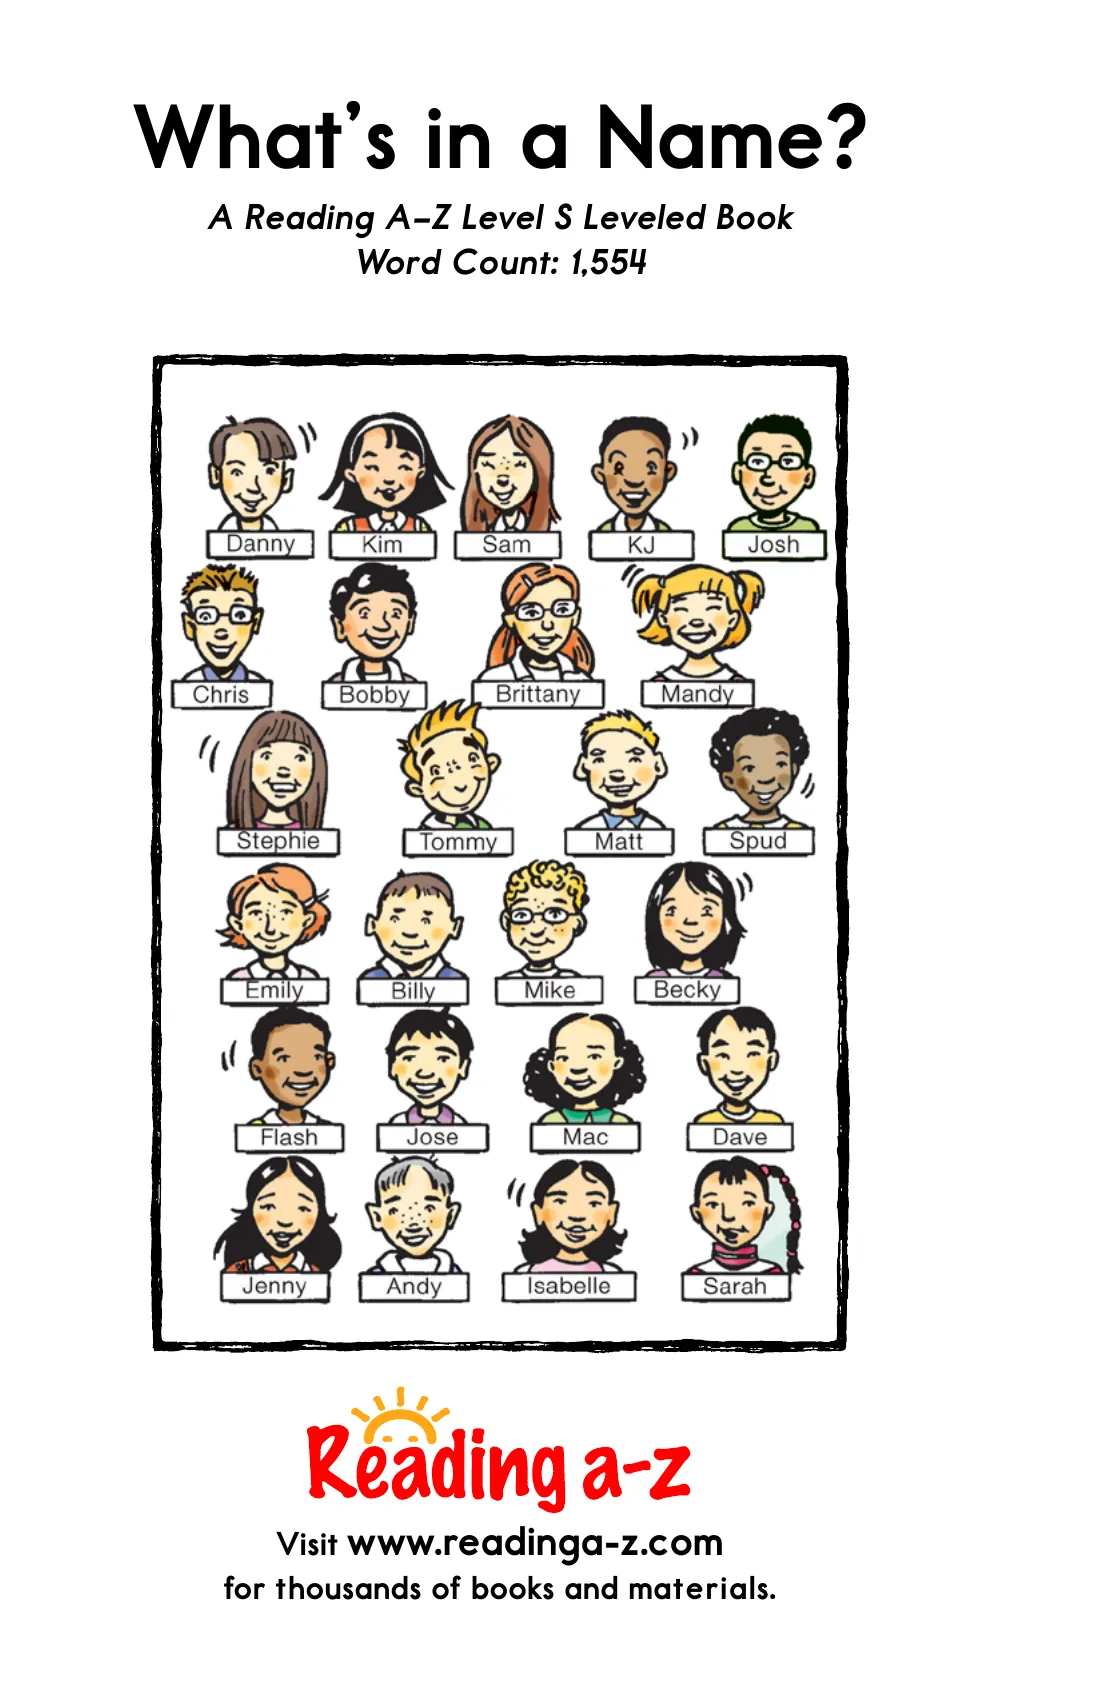 What's in a Name?
A Reading A–Z Level S Leveled Book
Word Count: 1,554
Danny Kim Sam KJ Josh
Chris Bobby Brittany Mandy
Stephie Tommy Matt Spud
Emily Billy Mike Becky
Flash Jose Mac Dave
Jenny Andy Isabelle Sarah
Reading a-z
Visit www.readinga-z.com
for thousands of books and materials.